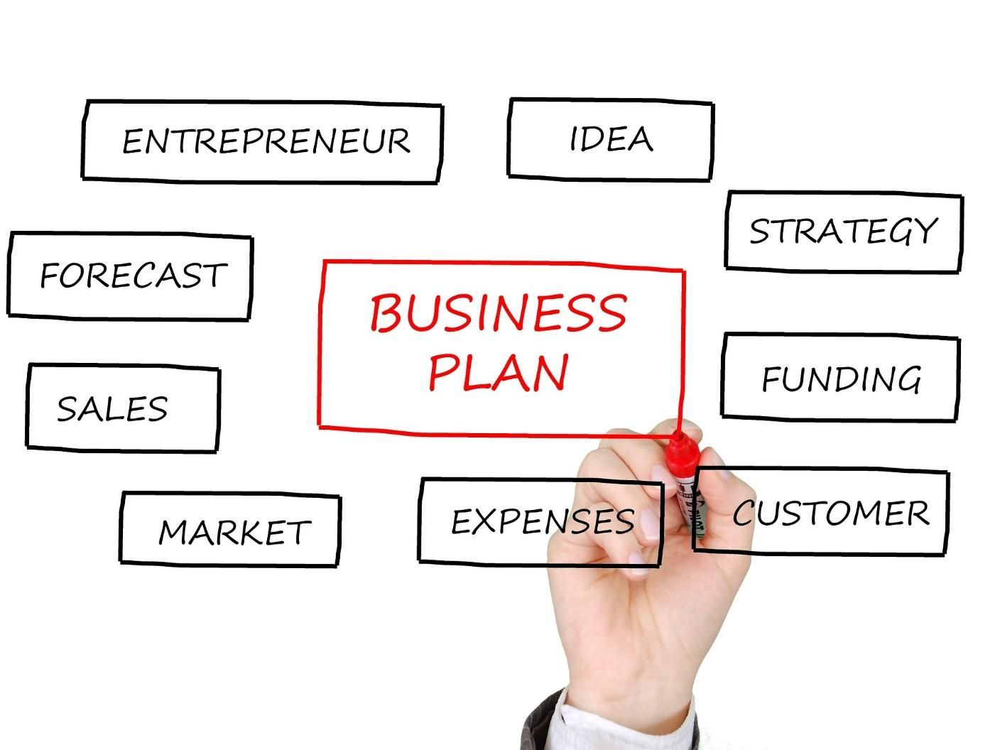 ENTREPRENEUR
IDEA
STRATEGY
FORECAST
BUSINESS
PLAN
FUNDING
SALES
CUSTOMER
MARKET
EXPENSES